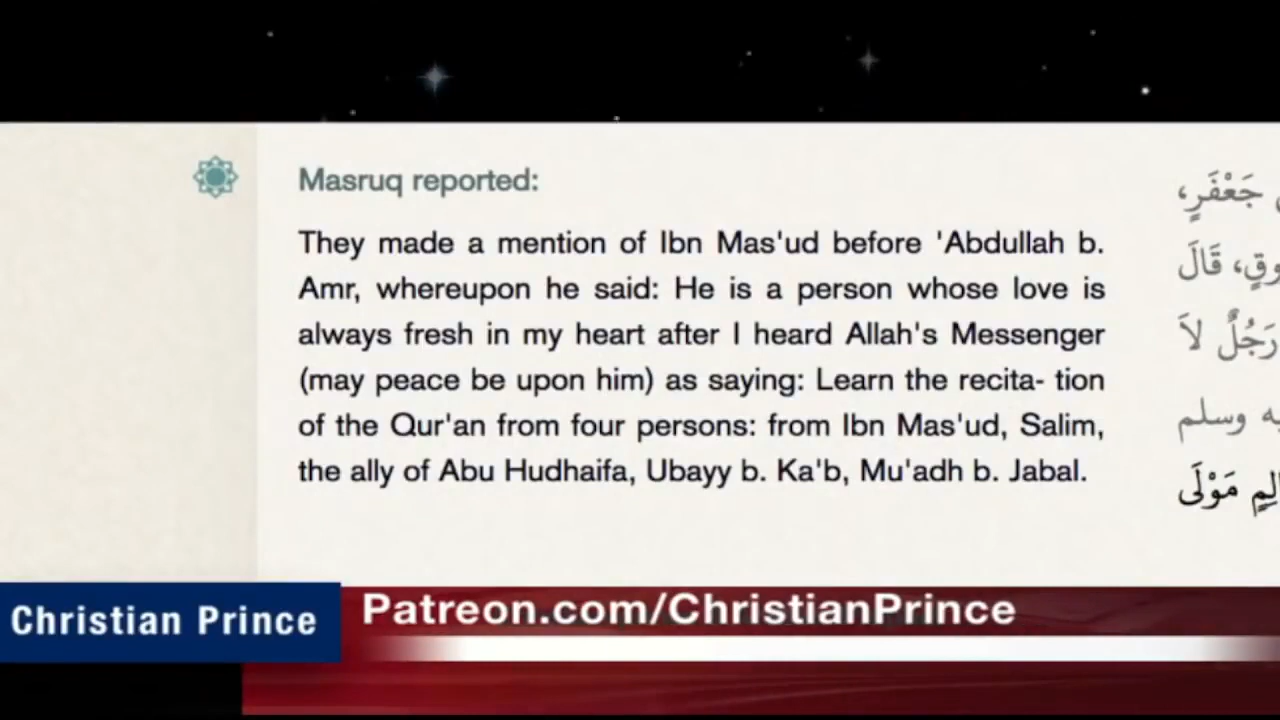 Masruq reported:
They made a mention of Ibn Mas'ud before 'Abdullah b.
Amr, whereupon he said: He is a person whose love is
always fresh in my heart after I heard Allah's Messenger
(may peace be upon him) as saying: Learn the recita- tion
of the Qur'an from four persons: from Ibn Mas'ud, Salim,
the ally of Abu Hudhaifa, Ubayy b. Ka'b, Mu'adh b. Jabal.
جَعْفَرٍ،
قَالَ
رَجُلٌ لاَ
وسلم
مَوْلَى
Christian Prince
Patreon.com/ChristianPrince